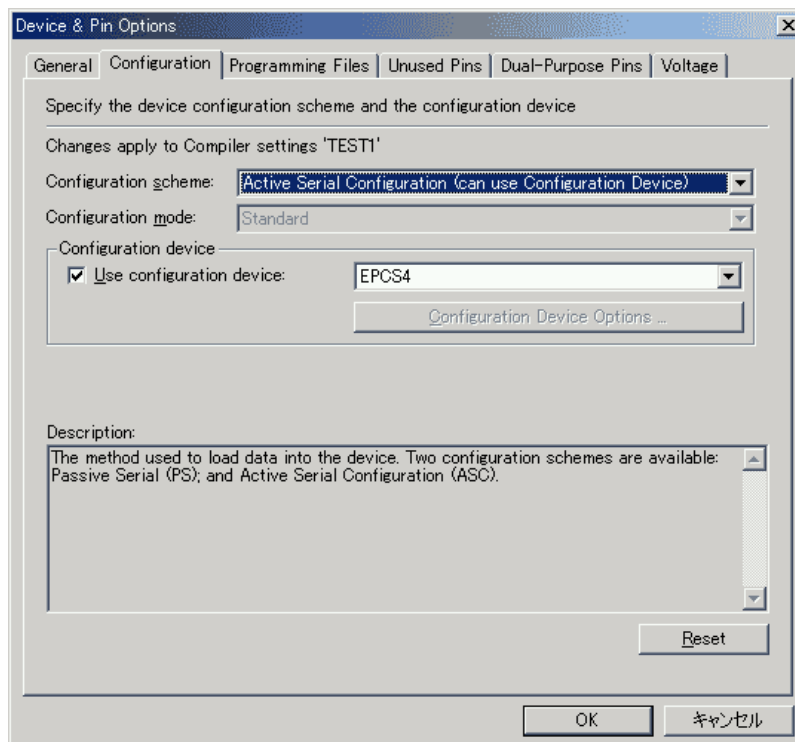 Device & Pin Options
General Configuration Programming Files Unused Pins Dual-Purpose Pins Voltage
Specify the device configuration scheme and the configuration device
Changes apply to Compiler settings 'TEST1'
Configuration scheme: Active Serial Configuration (can use Configuration Device)
Configuration mode: Standard
Configuration device
Use configuration device: EPCS4
Configuration Device Options ...
Description:
The method used to load data into the device. Two configuration schemes are available:
Passive Serial (PS); and Active Serial Configuration (ASC).
Reset
OK キャンセル